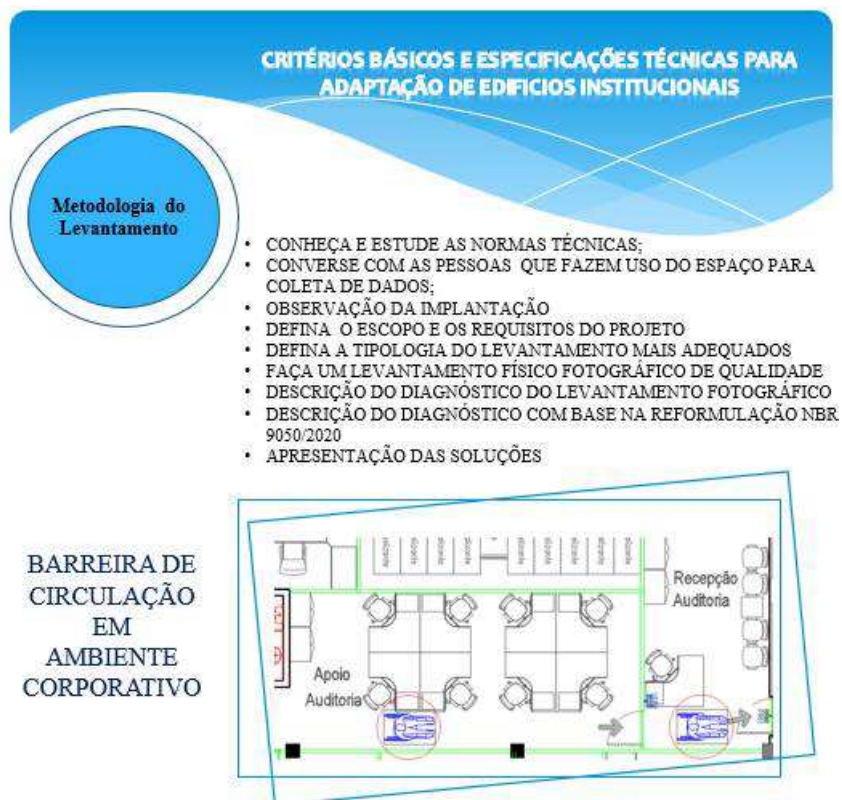 CRITÉRIOS BÁSICOS E ESPECIFICAÇÕES TÉCNICAS PARA
ADAPTAÇÃO DE EDIFICIOS INSTITUCIONAIS
Metodologia do
Levantamento
• CONHEÇA E ESTUDE AS NORMAS TÉCNICAS;
• CONVERSE COM AS PESSOAS QUE FAZEM USO DO ESPAÇO PARA
COLETA DE DADOS;
• OBSERVAÇÃO DA IMPLANTAÇÃO
• DEFINA O ESCOPO E OS REQUISITOS DO PROJETO
• DEFINA A TIPOLOGIA DO LEVANTAMENTO MAIS ADEQUADOS
• FAÇA UM LEVANTAMENTO FÍSICO FOTOGRÁFICO DE QUALIDADE
• DESCRIÇÃO DO DIAGNÓSTICO DO LEVANTAMENTO FOTOGRÁFICO
• DESCRIÇÃO DO DIAGNÓSTICO COM BASE NA REFORMULAÇÃO NBR
9050/2020
• APRESENTAÇÃO DAS SOLUÇÕES
BARREIRA DE
CIRCULAÇÃO
EM
AMBIENTE
CORPORATIVO
Recepção
Auditoria
Apoio
Auditoria